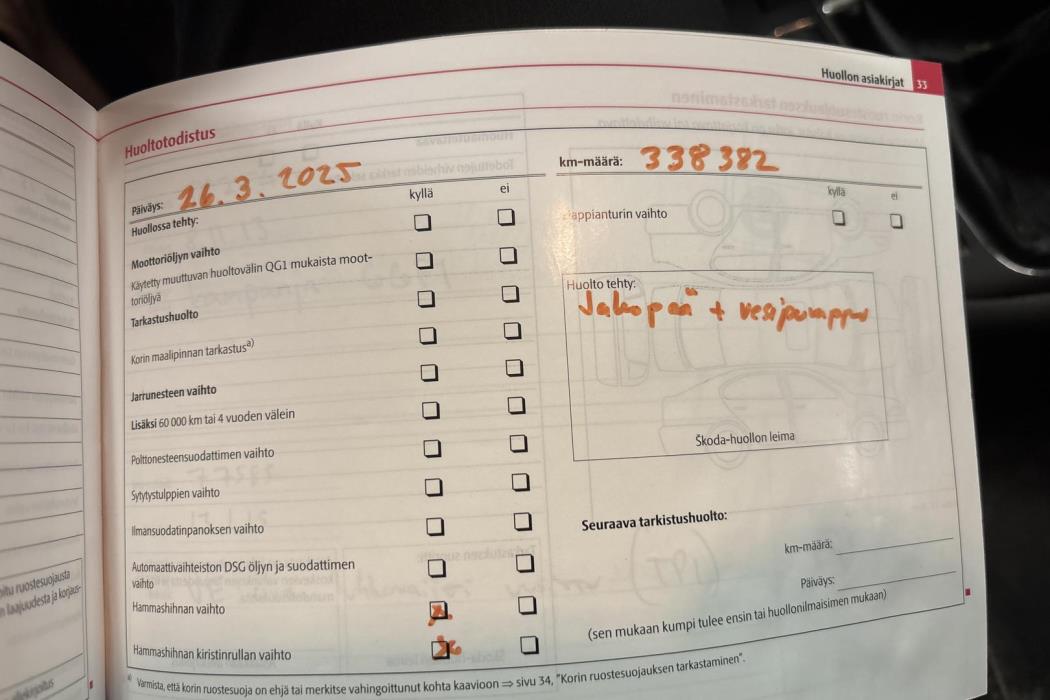 Huollon asiakirjat 33
Huoltotodistus
Päiväys: 26.3.2025
km-määrä: 338 382
kyllä ei
Huollossa tehty:
Moottoriöljyn vaihto
Käytetty muuttuvan huoltovälin QG1 mukaista moot-
toriöljyä
Tarkastushuolto
Korin maalipinnan tarkastus a)
Jarrunesteen vaihto
Lisäksi 60 000 km tai 4 vuoden välein
Polttonesteensuodattimen vaihto
Sytytystulppien vaihto
Ilmansuodatinpanoksen vaihto
Automaattivaihteiston DSG öljyn ja suodattimen
vaihto
Hammashihnan vaihto
Hammashihnan kiristinrullan vaihto
kyllä ei
appianturin vaihto
Huolto tehty:
Jakopää + vesipumppu
Škoda-huollon leima
Seuraava tarkistushuolto:
km-määrä:
Päiväys:
(sen mukaan kumpi tulee ensin tai huollonilmaisimen mukaan)
a) Varmista, että korin ruostesuoja on ehjä tai merkitse vahingoittunut kohta kaavioon ⇒ sivu 34, "Korin ruostesuojauksen tarkastaminen".